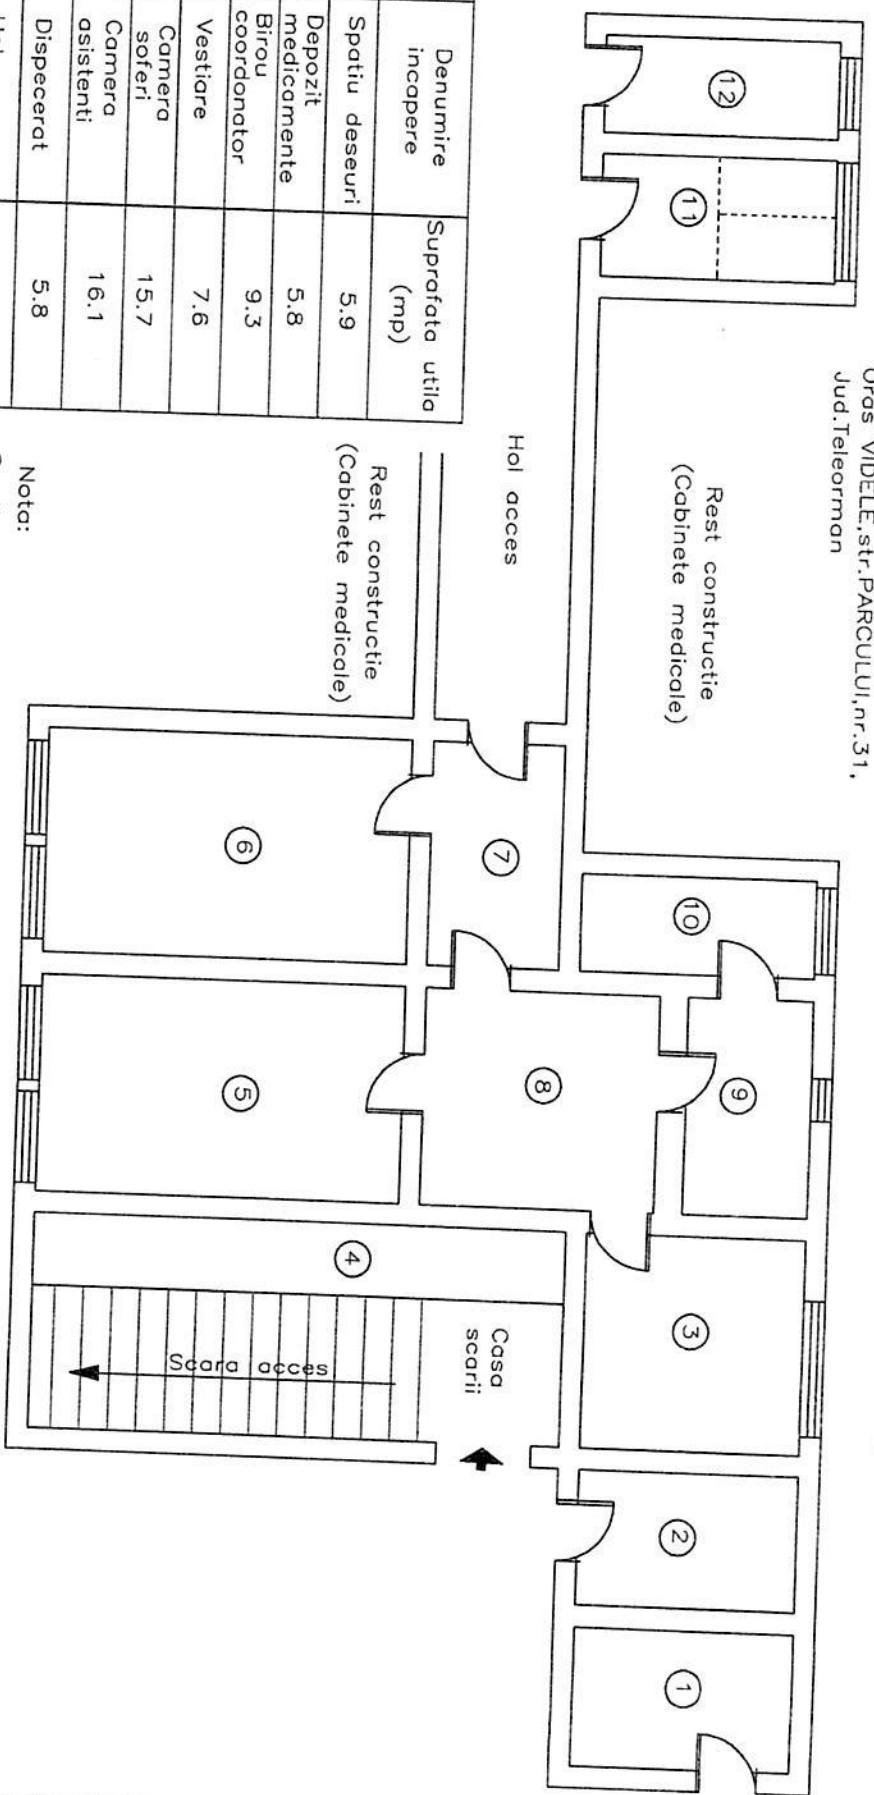 Oras VIDELE,str.PARCULUI,nr.31,
Jud.Teleorman
Rest constructie
(Cabinete medicale)
Hol acces
Rest constructie
(Cabinete medicale)
12
11
10
9
8
7
6
5
4
3
2
1
Casa
scarii
Scara acces
Denumire
incapere
Suprafata utila
(mp)
Spatiu deseuri
5.9
Depozit
medicamente
5.8
Birou
coordonator
9.3
Vestiare
7.6
Camera
soferi
15.7
Camera
asistenti
16.1
Dispecerat
5.8
Nota: